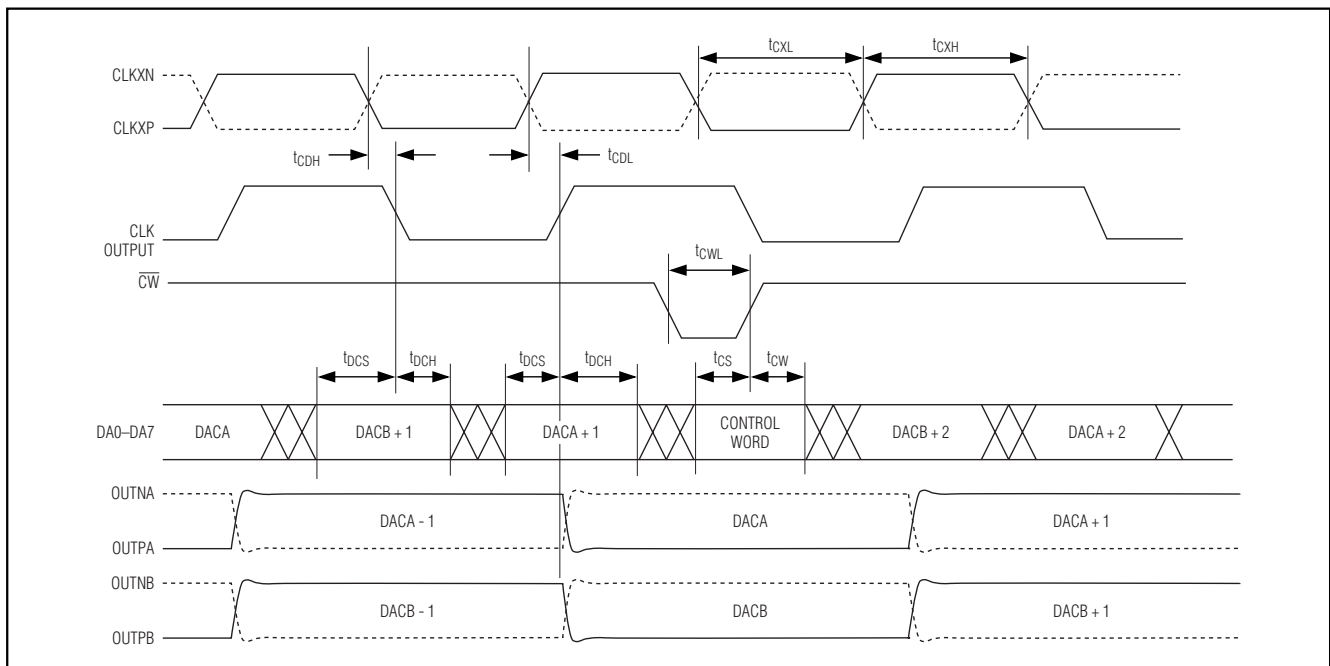 CLKXN
CLKXP
tCXL
tCXH
tCDH
tCDL
CLK
OUTPUT
tCWL
CW
tDCS
tDCH
tDCS
tDCH
tCS
tCW
DA0–DA7
DACA
DACB + 1
DACA + 1
CONTROL
WORD
DACB + 2
DACA + 2
OUTNA
OUTPA
DACA - 1
DACA
DACA + 1
OUTNB
OUTPB
DACB - 1
DACB
DACB + 1